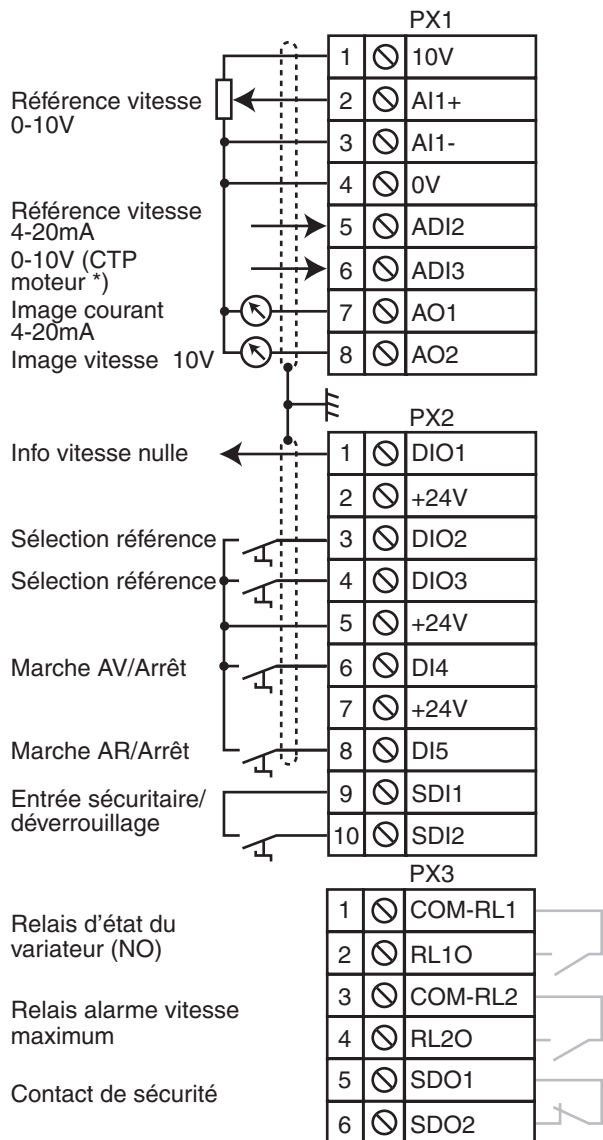 PX1
1 10V
Référence vitesse
0-10V
2 AI1+
3 AI1-
4 0V
Référence vitesse
4-20mA
5 ADI2
0-10V (CTP
moteur *)
6 ADI3
Image courant
4-20mA
7 AO1
Image vitesse 10V
8 AO2
PX2
Info vitesse nulle
1 DIO1
2 +24V
Sélection référence
3 DIO2
Sélection référence
4 DIO3
5 +24V
Marche AV/Arrêt
6 DI4
7 +24V
Marche AR/Arrêt
8 DI5
Entrée sécuritaire/
déverrouillage
9 SDI1
10 SDI2
PX3
1 COM-RL1
Relais d’état du
variateur (NO)
2 RL1O
3 COM-RL2
Relais alarme vitesse
maximum
4 RL2O
5 SDO1
Contact de sécurité
6 SDO2